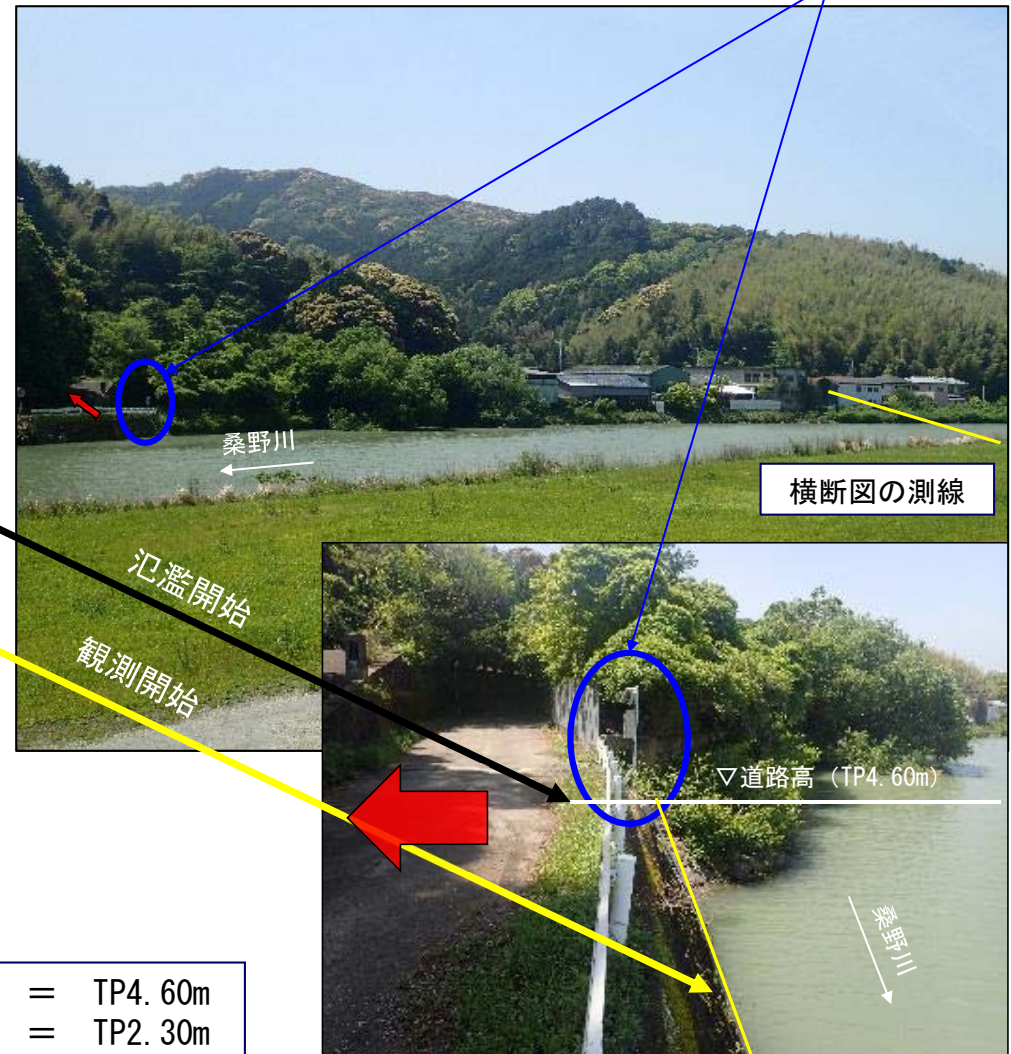 桑野川
横断図の測線
氾濫開始
観測開始
▽道路高 (TP4.60m)
桑野川
= TP4.60m
= TP2.30m